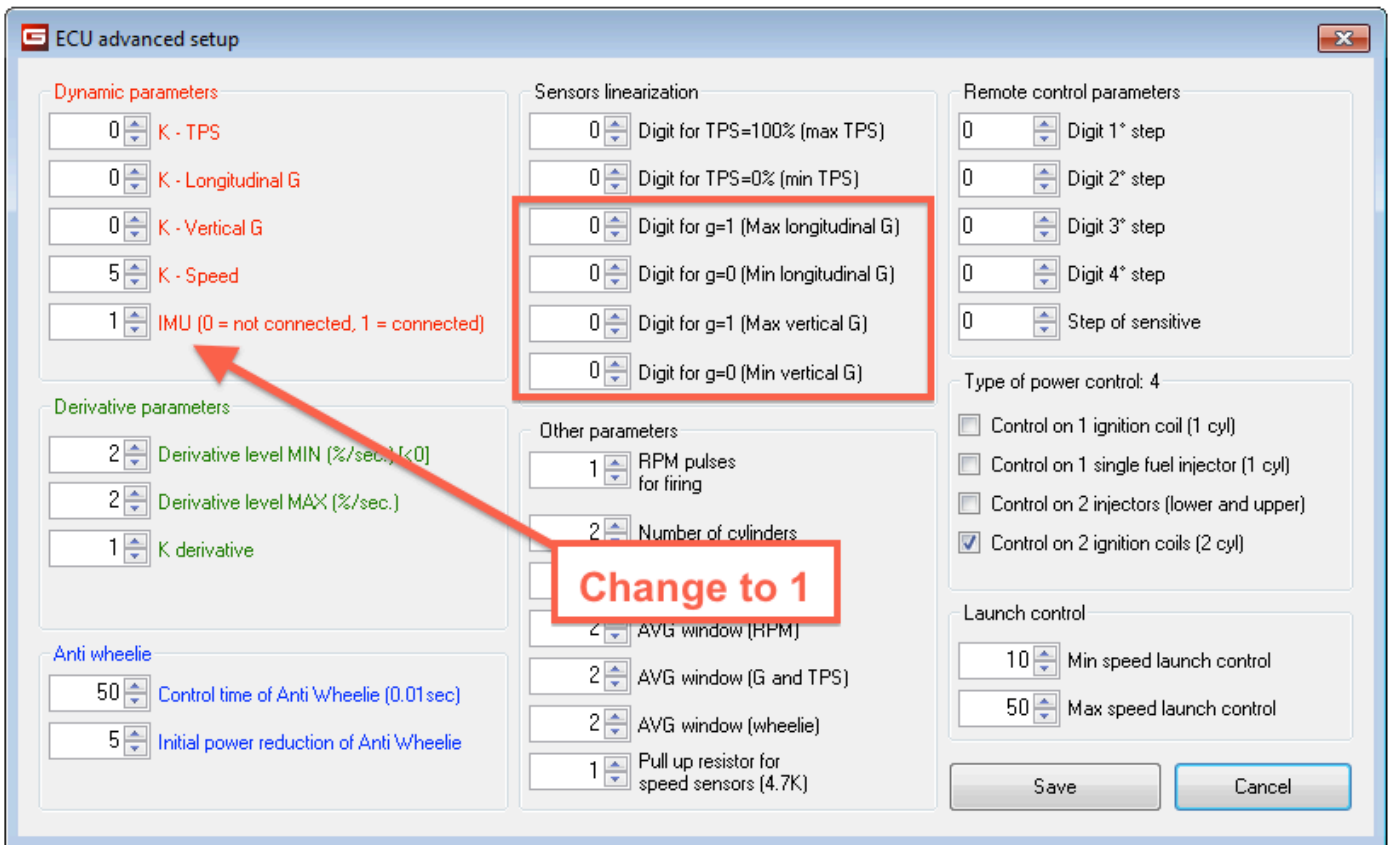 ECU advanced setup
Dynamic parameters
0 K - TPS
0 K - Longitudinal G
0 K - Vertical G
5 K - Speed
1 IMU (0 = not connected, 1 = connected)
Derivative parameters
2 Derivative level MIN (%/sec.) [<0]
2 Derivative level MAX (%/sec.)
1 K derivative
Anti wheelie
50 Control time of Anti Wheelie (0.01sec)
5 Initial power reduction of Anti Wheelie
Sensors linearization
0 Digit for TPS=100% (max TPS)
0 Digit for TPS=0% (min TPS)
0 Digit for g=1 (Max longitudinal G)
0 Digit for g=0 (Min longitudinal G)
0 Digit for g=1 (Max vertical G)
0 Digit for g=0 (Min vertical G)
Other parameters
1 RPM pulses
for firing
2 Number of cylinders
Change to 1
2 AVG window (RPM)
2 AVG window (G and TPS)
2 AVG window (wheelie)
1 Pull up resistor for
speed sensors (4.7K)
Remote control parameters
0 Digit 1° step
0 Digit 2° step
0 Digit 3° step
0 Digit 4° step
0 Step of sensitive
Type of power control: 4
Control on 1 ignition coil (1 cyl)
Control on 1 single fuel injector (1 cyl)
Control on 2 injectors (lower and upper)
Control on 2 ignition coils (2 cyl)
Launch control
10 Min speed launch control
50 Max speed launch control
Save
Cancel